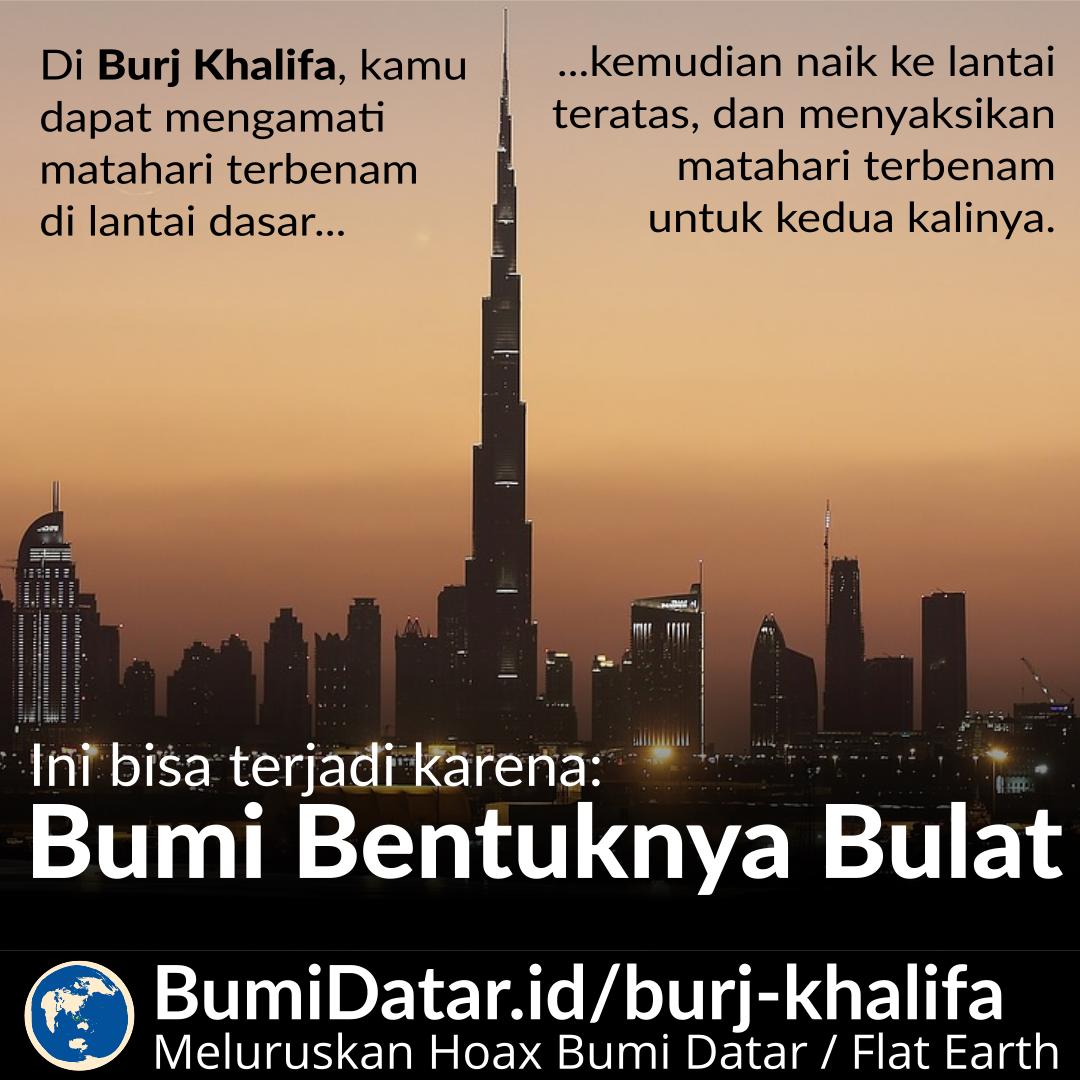 Di Burj Khalifa, kamu
dapat mengamati
matahari terbenam
di lantai dasar...
...kemudian naik ke lantai
teratas, dan menyaksikan
matahari terbenam
untuk kedua kalinya.
Ini bisa terjadi karena:
Bumi Bentuknya Bulat
BumiDatar.id/burj-khalifa
Meluruskan Hoax Bumi Datar / Flat Earth